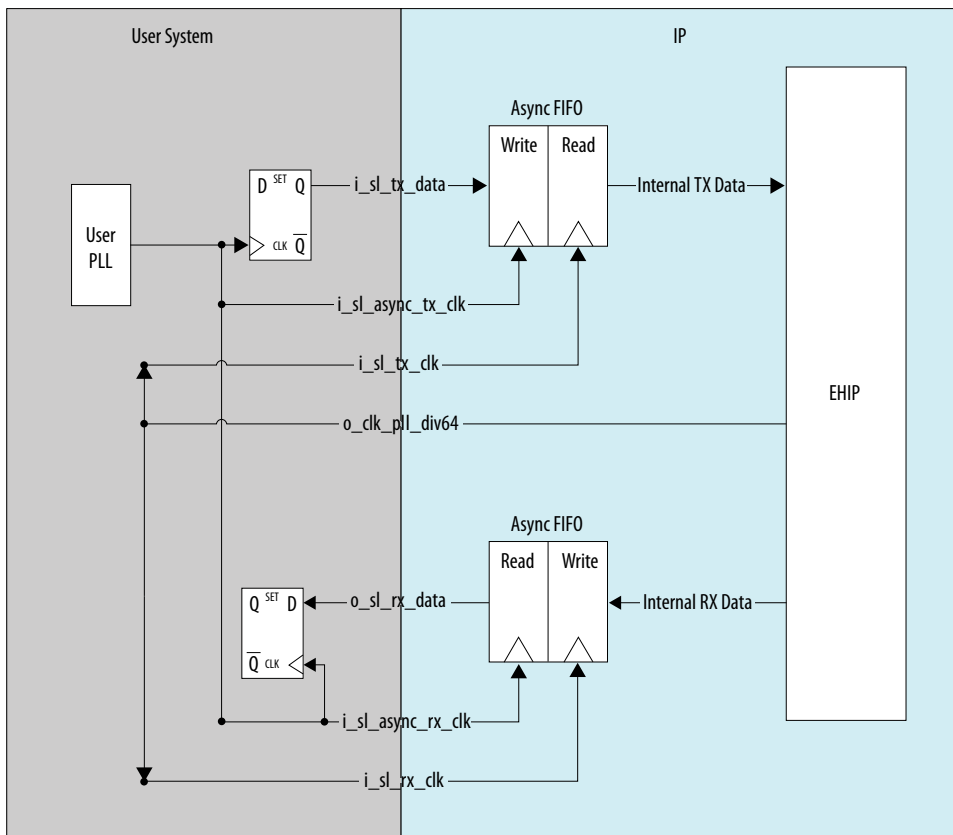 User System
IP
Async FIFO
Write
Read
D SET Q
i_sl_tx_data
Internal TX Data
User
PLL
CLK Q
i_sl_async_tx_clk
i_sl_tx_clk
EHIP
o_clk_pll_div64
Async FIFO
Read
Write
Q SET D
o_sl_rx_data
Internal RX Data
Q CLK
i_sl_async_rx_clk
i_sl_rx_clk